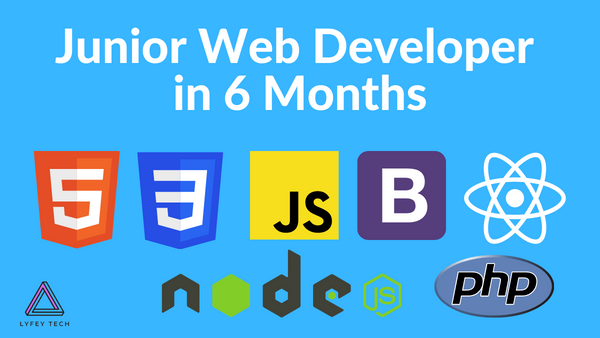 Junior Web Developer
in 6 Months
5
3
JS
B
node
JS
php
LYFEY TECH